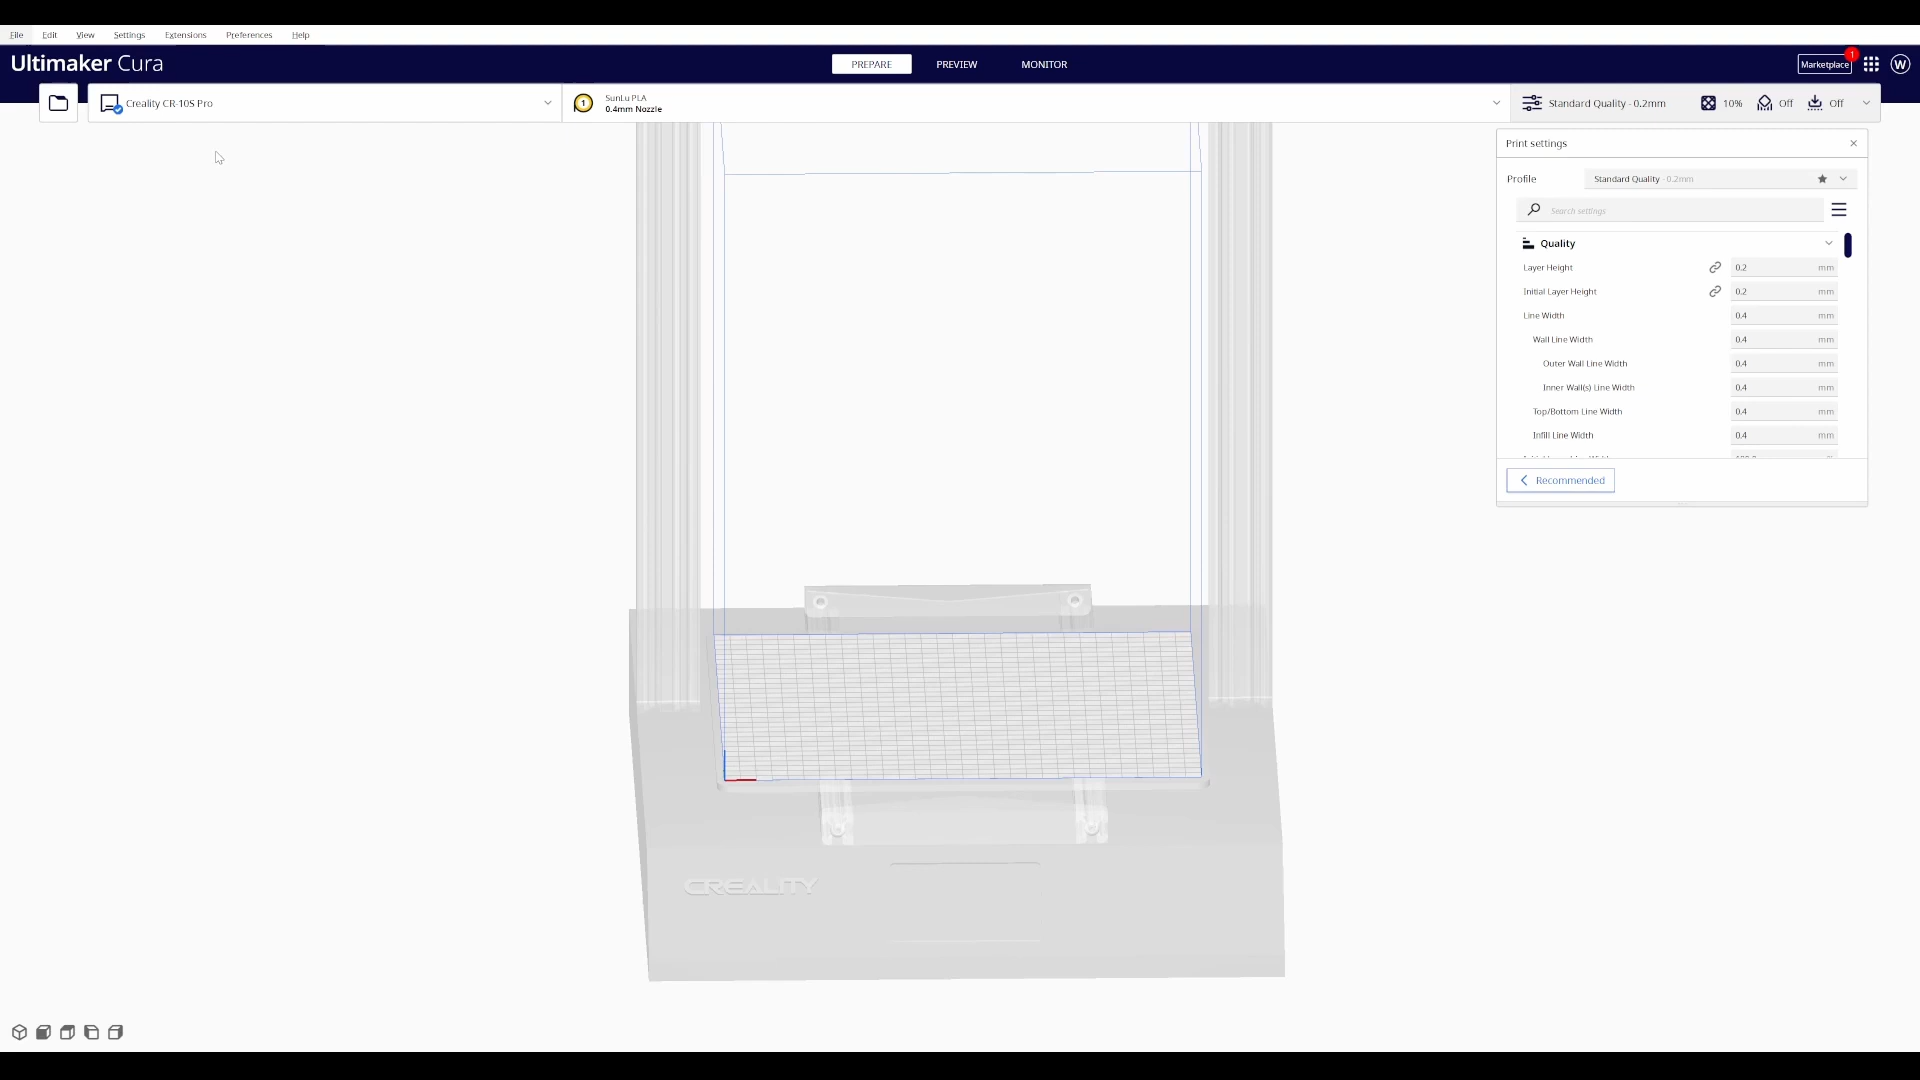 File Edit View Settings Extensions Preferences Help
Ultimaker Cura
PREPARE PREVIEW MONITOR
Marketplace 1 W
Creality CR-10S Pro
1 SunLu PLA
0.4mm Nozzle
Standard Quality - 0.2mm 10% Off Off
Print settings
Profile Standard Quality - 0.2mm
Search settings
Quality
Layer Height 0.2 mm
Initial Layer Height 0.2 mm
Line Width 0.4 mm
Wall Line Width 0.4 mm
Outer Wall Line Width 0.4 mm
Inner Wall(s) Line Width 0.4 mm
Top/Bottom Line Width 0.4 mm
Infill Line Width 0.4 mm
Recommended
CREALITY